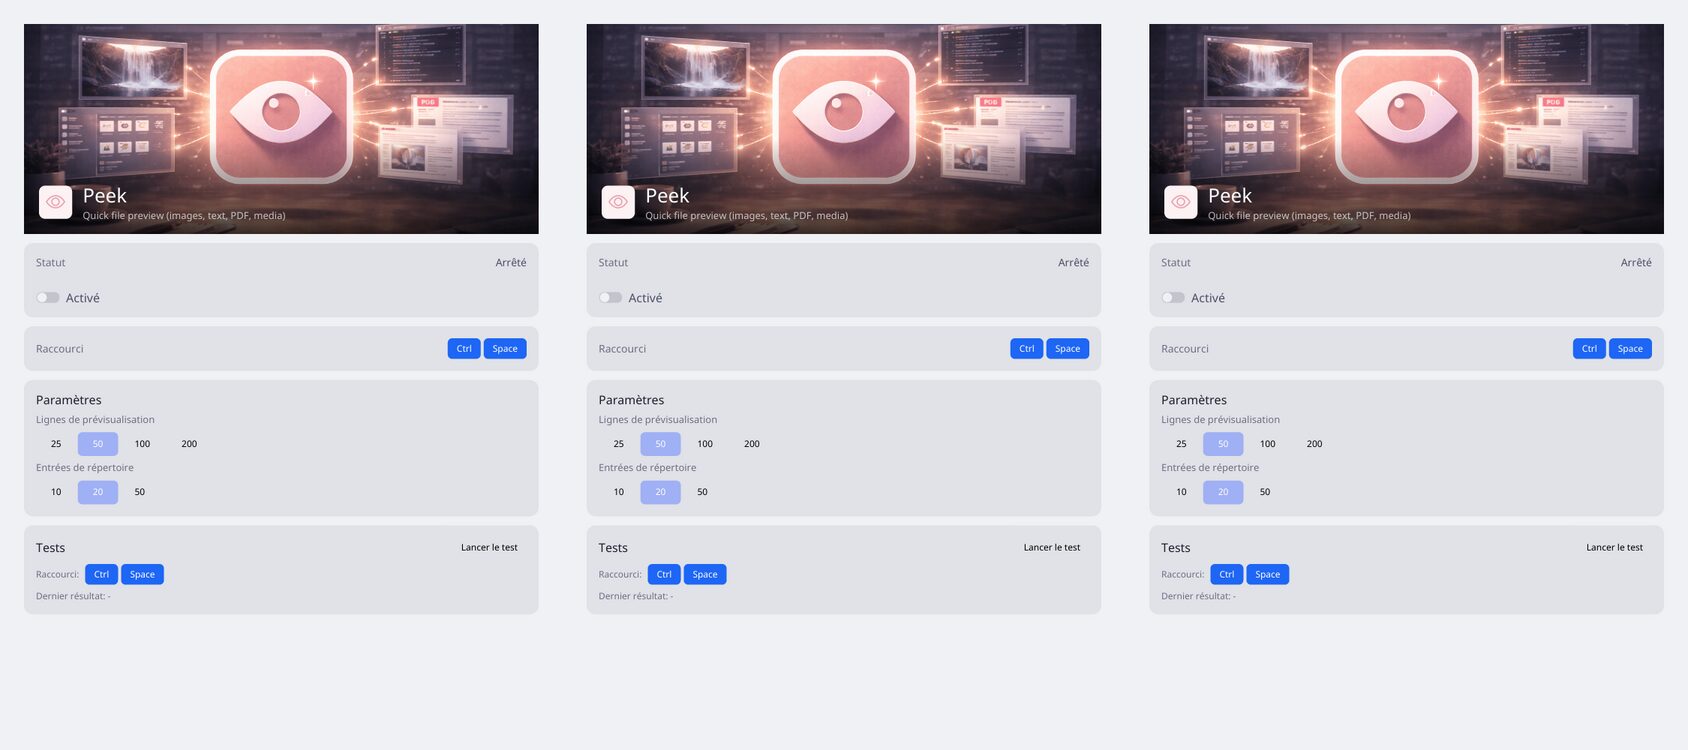 PDG
Peek
Quick file preview (images, text, PDF, media)
Statut
Arrêté
Activé
Raccourci
Ctrl Space
Paramètres
Lignes de prévisualisation
25 50 100 200
Entrées de répertoire
10 20 50
Tests
Lancer le test
Raccourci: Ctrl Space
Dernier résultat: -
PDG
Peek
Quick file preview (images, text, PDF, media)
Statut
Arrêté
Activé
Raccourci
Ctrl Space
Paramètres
Lignes de prévisualisation
25 50 100 200
Entrées de répertoire
10 20 50
Tests
Lancer le test
Raccourci: Ctrl Space
Dernier résultat: -
PDG
Peek
Quick file preview (images, text, PDF, media)
Statut
Arrêté
Activé
Raccourci
Ctrl Space
Paramètres
Lignes de prévisualisation
25 50 100 200
Entrées de répertoire
10 20 50
Tests
Lancer le test
Raccourci: Ctrl Space
Dernier résultat: -